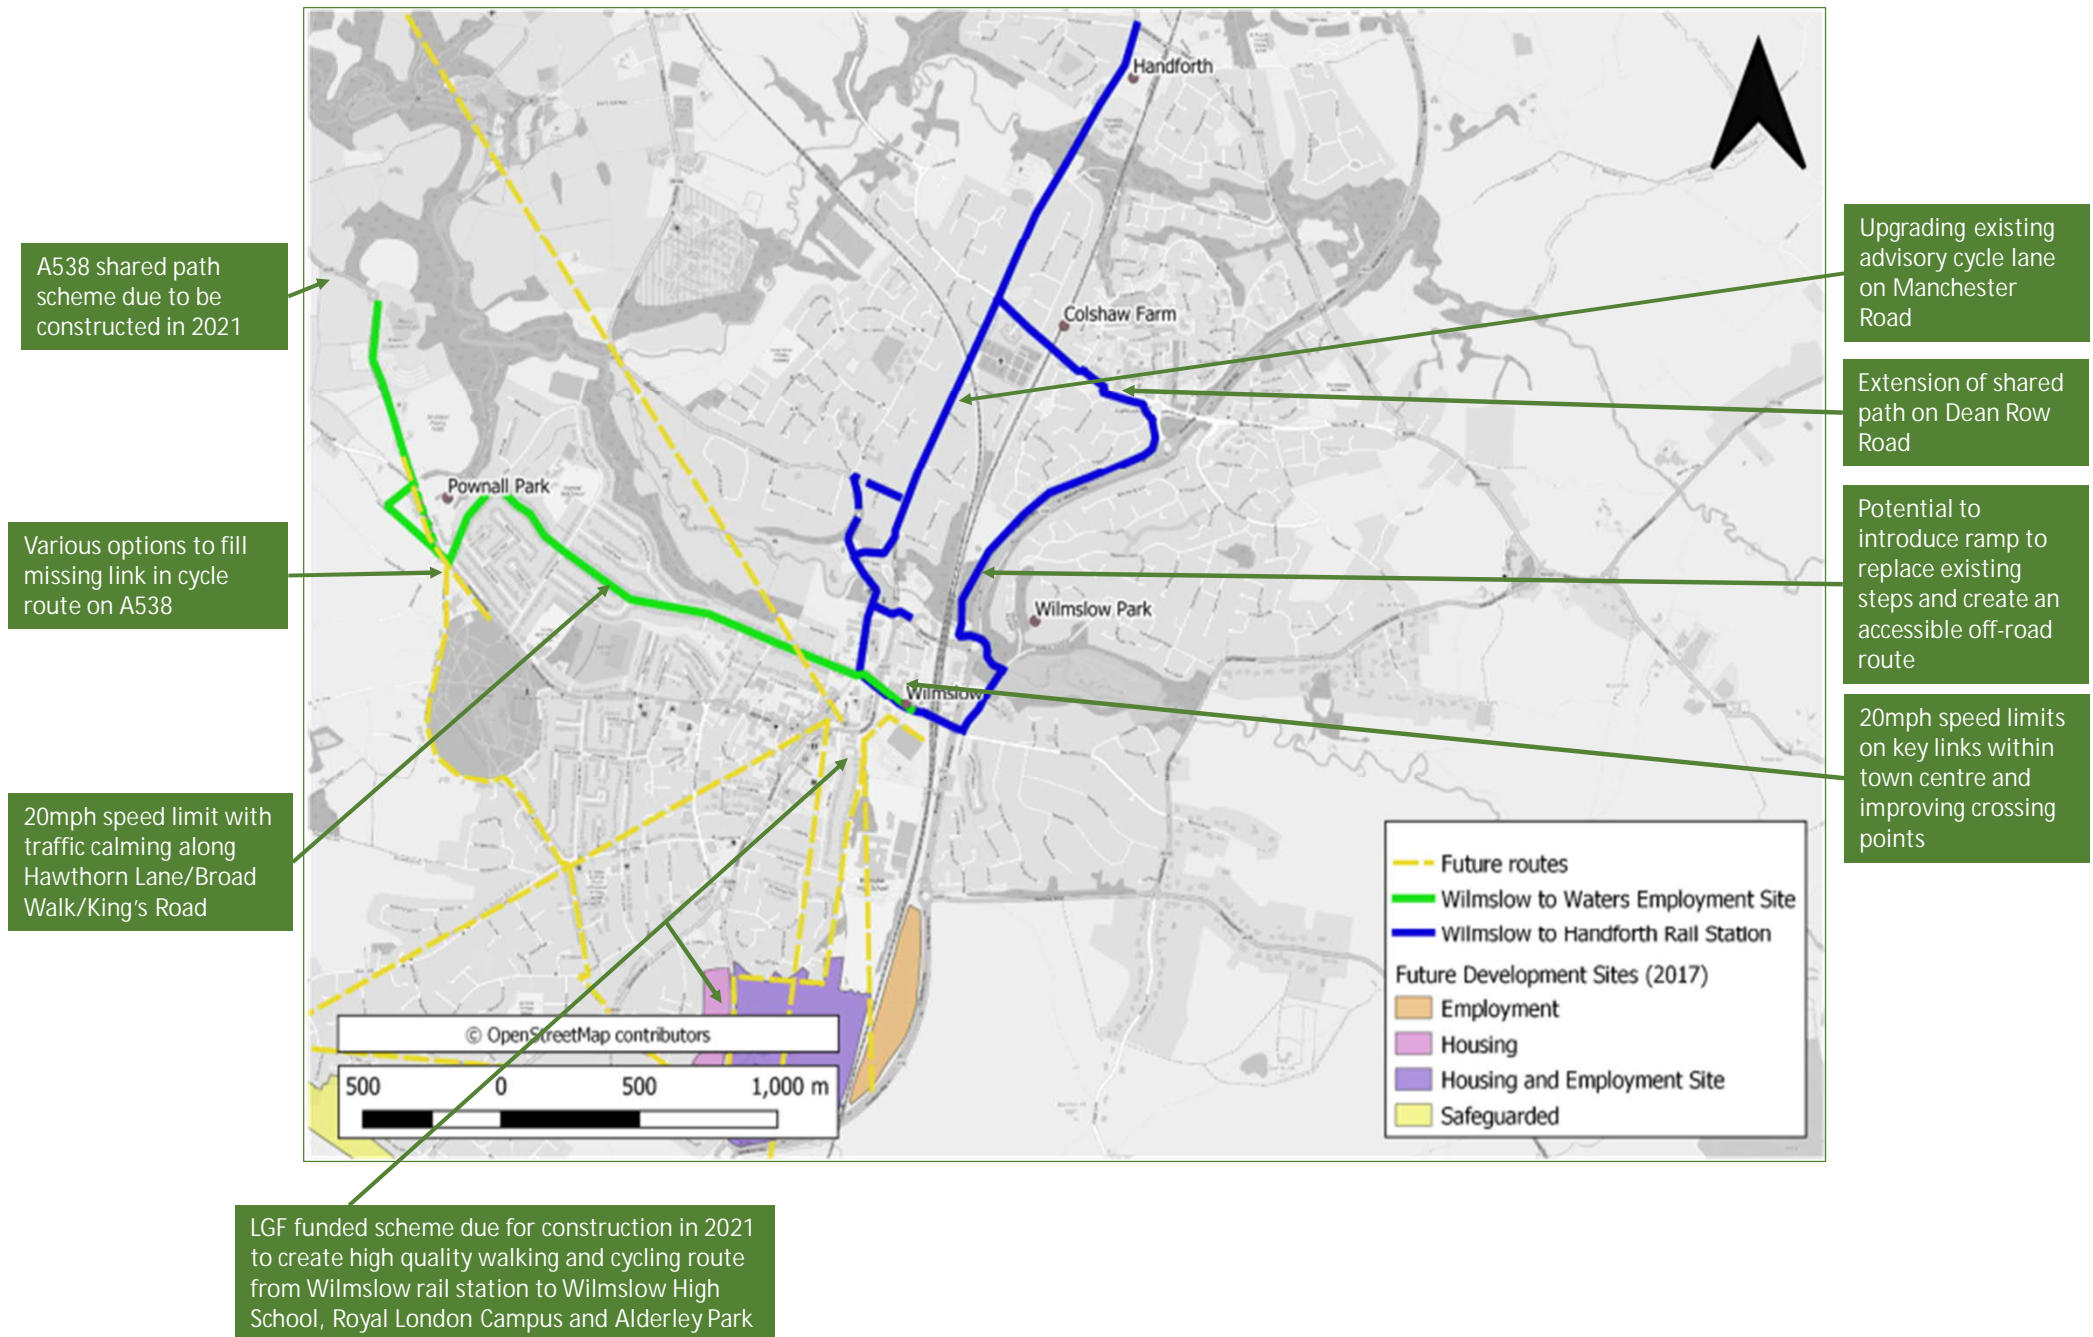 Handforth
A538 shared path
scheme due to be
constructed in 2021
Upgrading existing
advisory cycle lane
on Manchester
Road
Colshaw Farm
Extension of shared
path on Dean Row
Road
Pownall Park
Various options to fill
missing link in cycle
route on A538
Potential to
introduce ramp to
replace existing
steps and create an
accessible off-road
route
Wilmslow Park
Wilmslow
20mph speed limits
on key links within
town centre and
improving crossing
points
20mph speed limit with
traffic calming along
Hawthorn Lane/Broad
Walk/King's Road
Future routes
Wilmslow to Waters Employment Site
Wilmslow to Handforth Rail Station
Future Development Sites (2017)
Employment
Housing
Housing and Employment Site
Safeguarded
© OpenStreetMap contributors
500 0 500 1,000 m
LGF funded scheme due for construction in 2021
to create high quality walking and cycling route
from Wilmslow rail station to Wilmslow High
School, Royal London Campus and Alderley Park